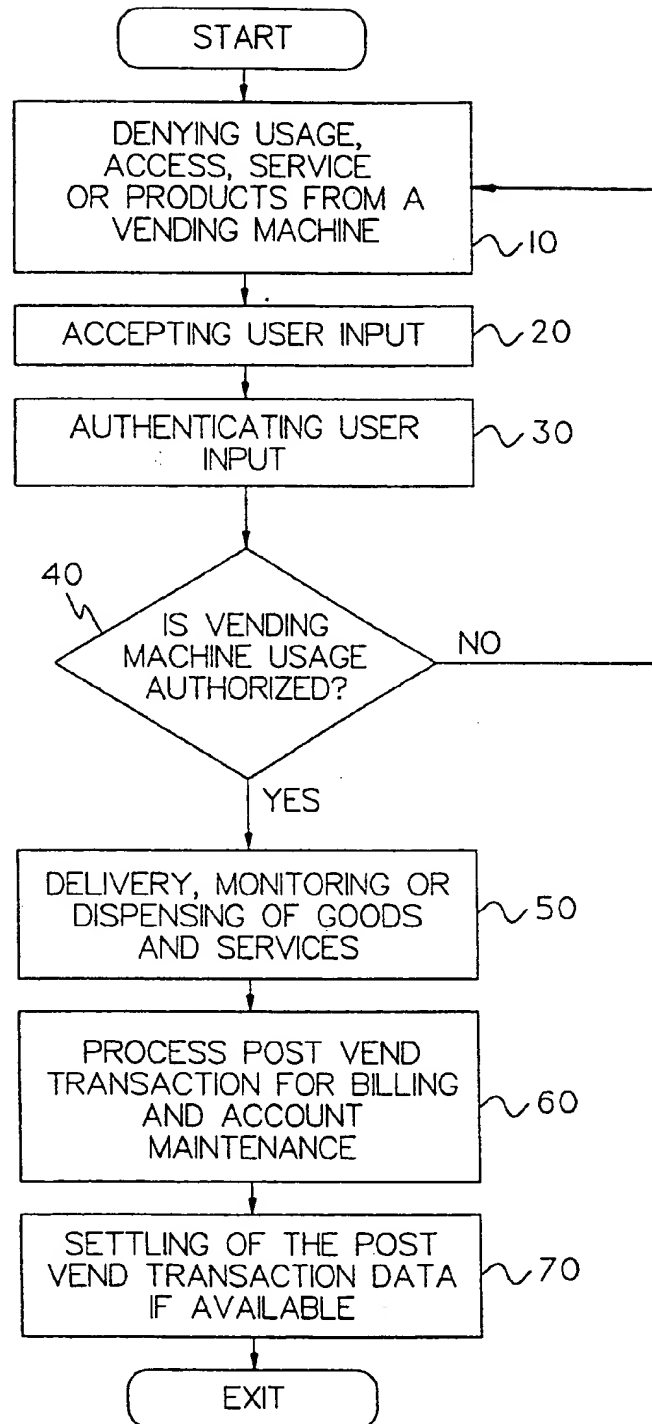 START
DENYING USAGE,
ACCESS, SERVICE
OR PRODUCTS FROM A
VENDING MACHINE
10
ACCEPTING USER INPUT
20
AUTHENTICATING USER
INPUT
30
40
IS VENDING
MACHINE USAGE
AUTHORIZED?
NO
YES
DELIVERY, MONITORING OR
DISPENSING OF GOODS
AND SERVICES
50
PROCESS POST VEND
TRANSACTION FOR BILLING
AND ACCOUNT
MAINTENANCE
60
SETTLING OF THE POST
VEND TRANSACTION DATA
IF AVAILABLE
70
EXIT